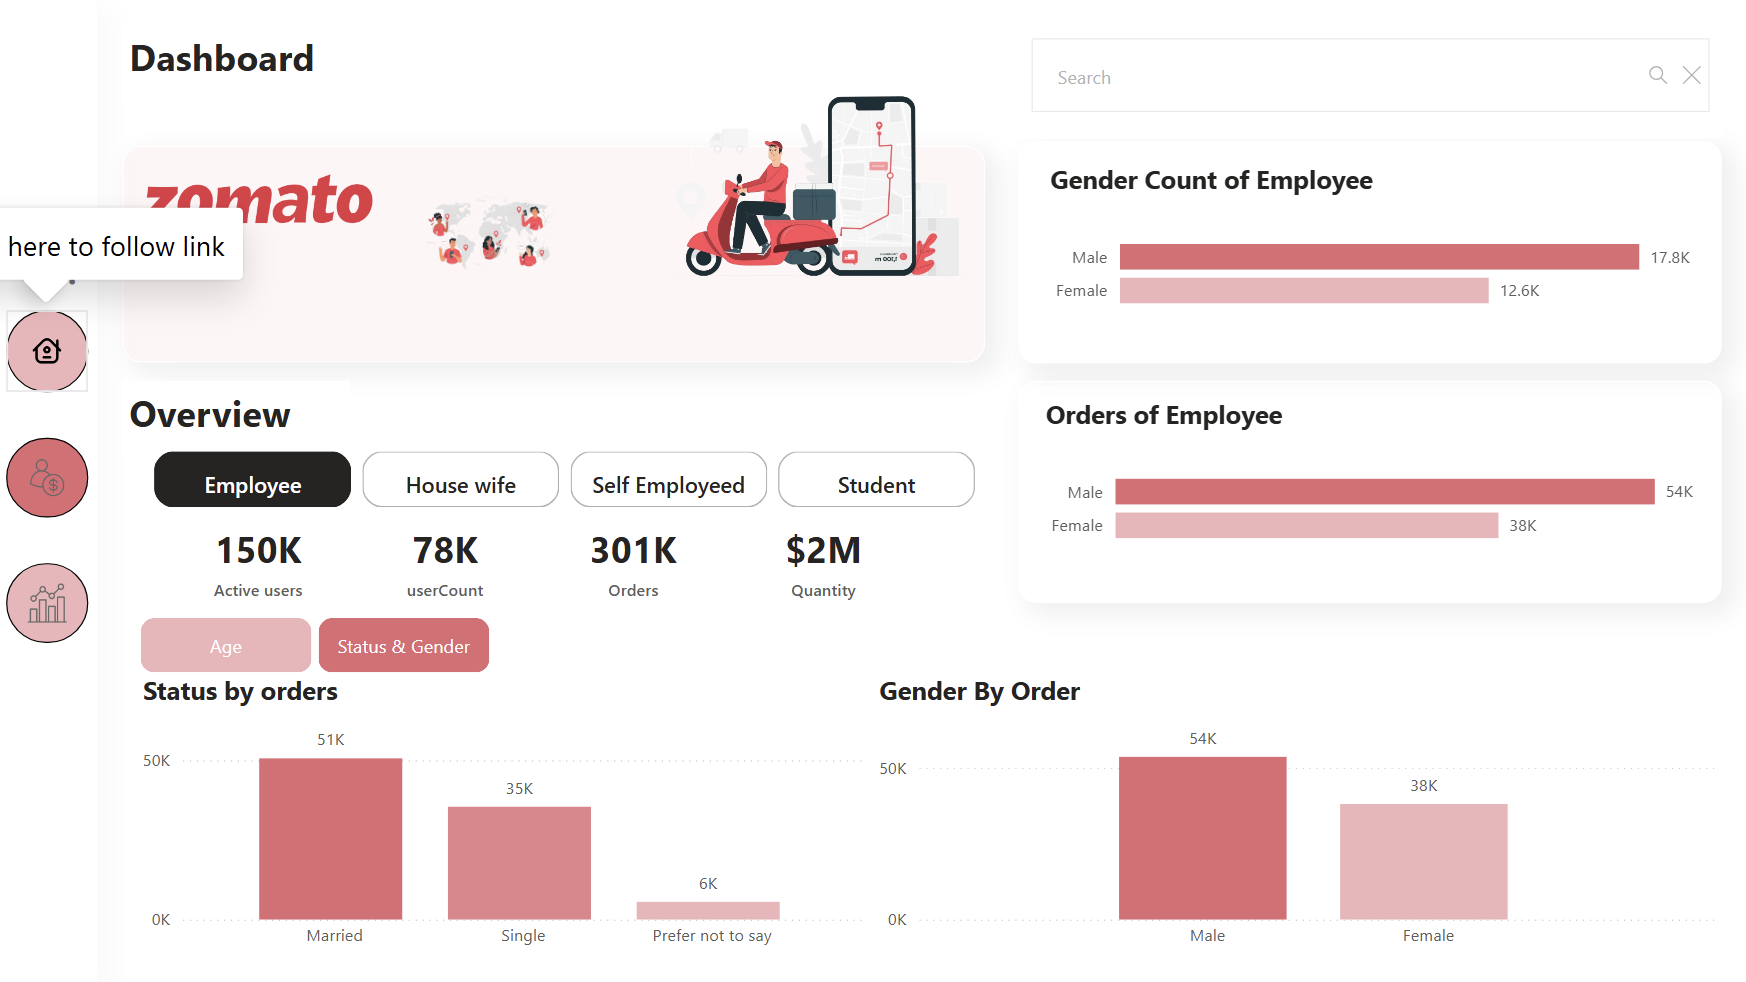 Dashboard
Search
zomato
here to follow link
Gender Count of Employee
Male 17.8K
Female 12.6K
Overview
Employee House wife Self Employeed Student
150K 78K 301K $2M
Active users userCount Orders Quantity
Orders of Employee
Male 54K
Female 38K
Age Status & Gender
Status by orders
51K
50K
35K
6K
0K
Married Single Prefer not to say
Gender By Order
54K
50K
38K
0K
Male Female